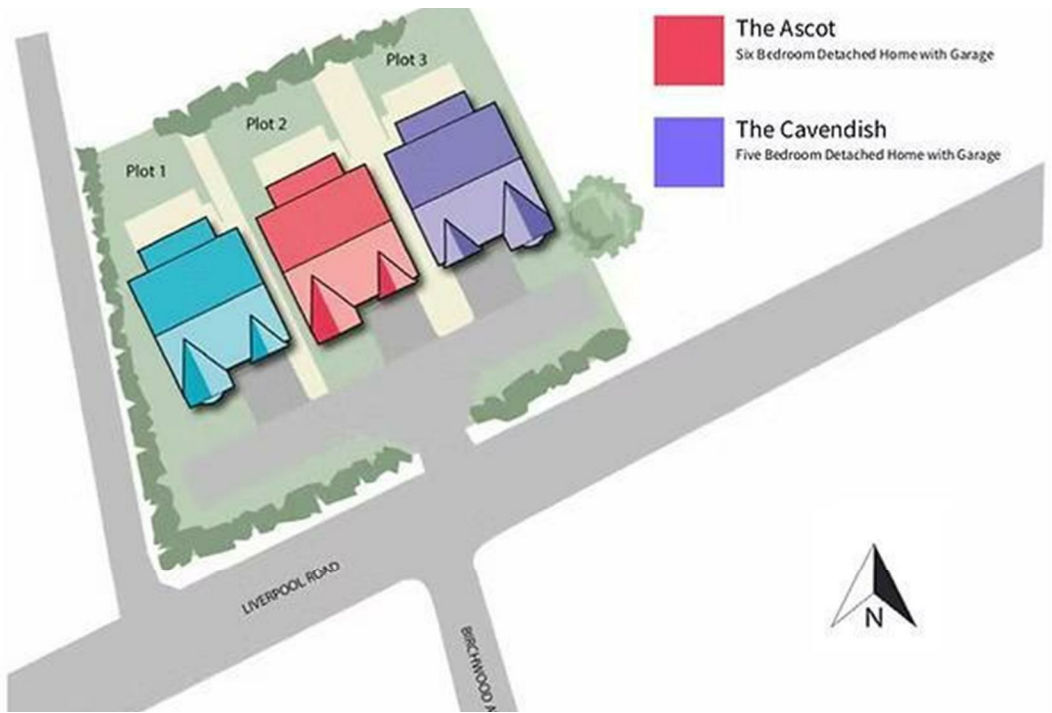 The Ascot
Six Bedroom Detached Home with Garage
The Cavendish
Five Bedroom Detached Home with Garage
Plot 3
Plot 2
Plot 1
LIVERPOOL ROAD
BIRCHWOOD A
N